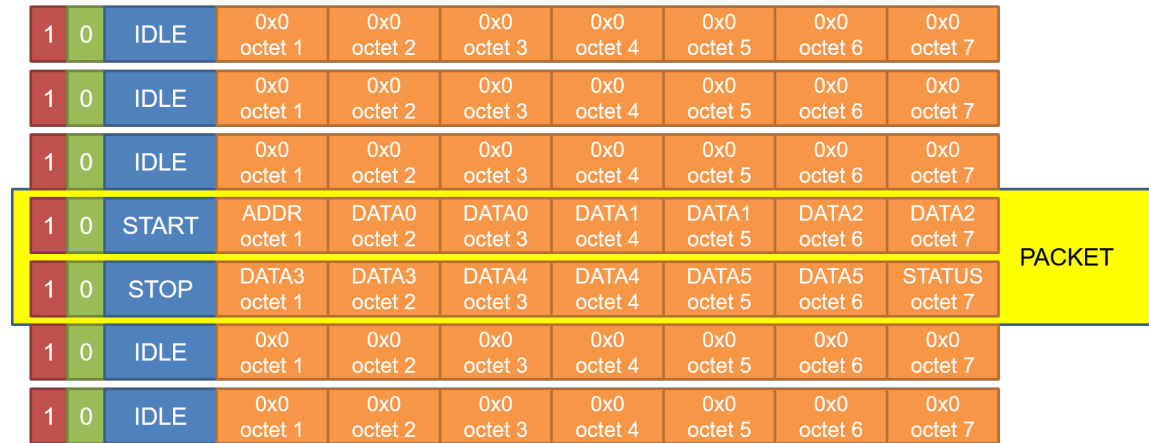 1 0 IDLE 0x0 0x0 0x0 0x0 0x0 0x0 0x0
octet 1 octet 2 octet 3 octet 4 octet 5 octet 6 octet 7
1 0 IDLE 0x0 0x0 0x0 0x0 0x0 0x0 0x0
octet 1 octet 2 octet 3 octet 4 octet 5 octet 6 octet 7
1 0 IDLE 0x0 0x0 0x0 0x0 0x0 0x0 0x0
octet 1 octet 2 octet 3 octet 4 octet 5 octet 6 octet 7
1 0 START ADDR DATA0 DATA0 DATA1 DATA1 DATA2 DATA2
octet 1 octet 2 octet 3 octet 4 octet 5 octet 6 octet 7
PACKET
1 0 STOP DATA3 DATA3 DATA4 DATA4 DATA5 DATA5 STATUS
octet 1 octet 2 octet 3 octet 4 octet 5 octet 6 octet 7
1 0 IDLE 0x0 0x0 0x0 0x0 0x0 0x0 0x0
octet 1 octet 2 octet 3 octet 4 octet 5 octet 6 octet 7
1 0 IDLE 0x0 0x0 0x0 0x0 0x0 0x0 0x0
octet 1 octet 2 octet 3 octet 4 octet 5 octet 6 octet 7